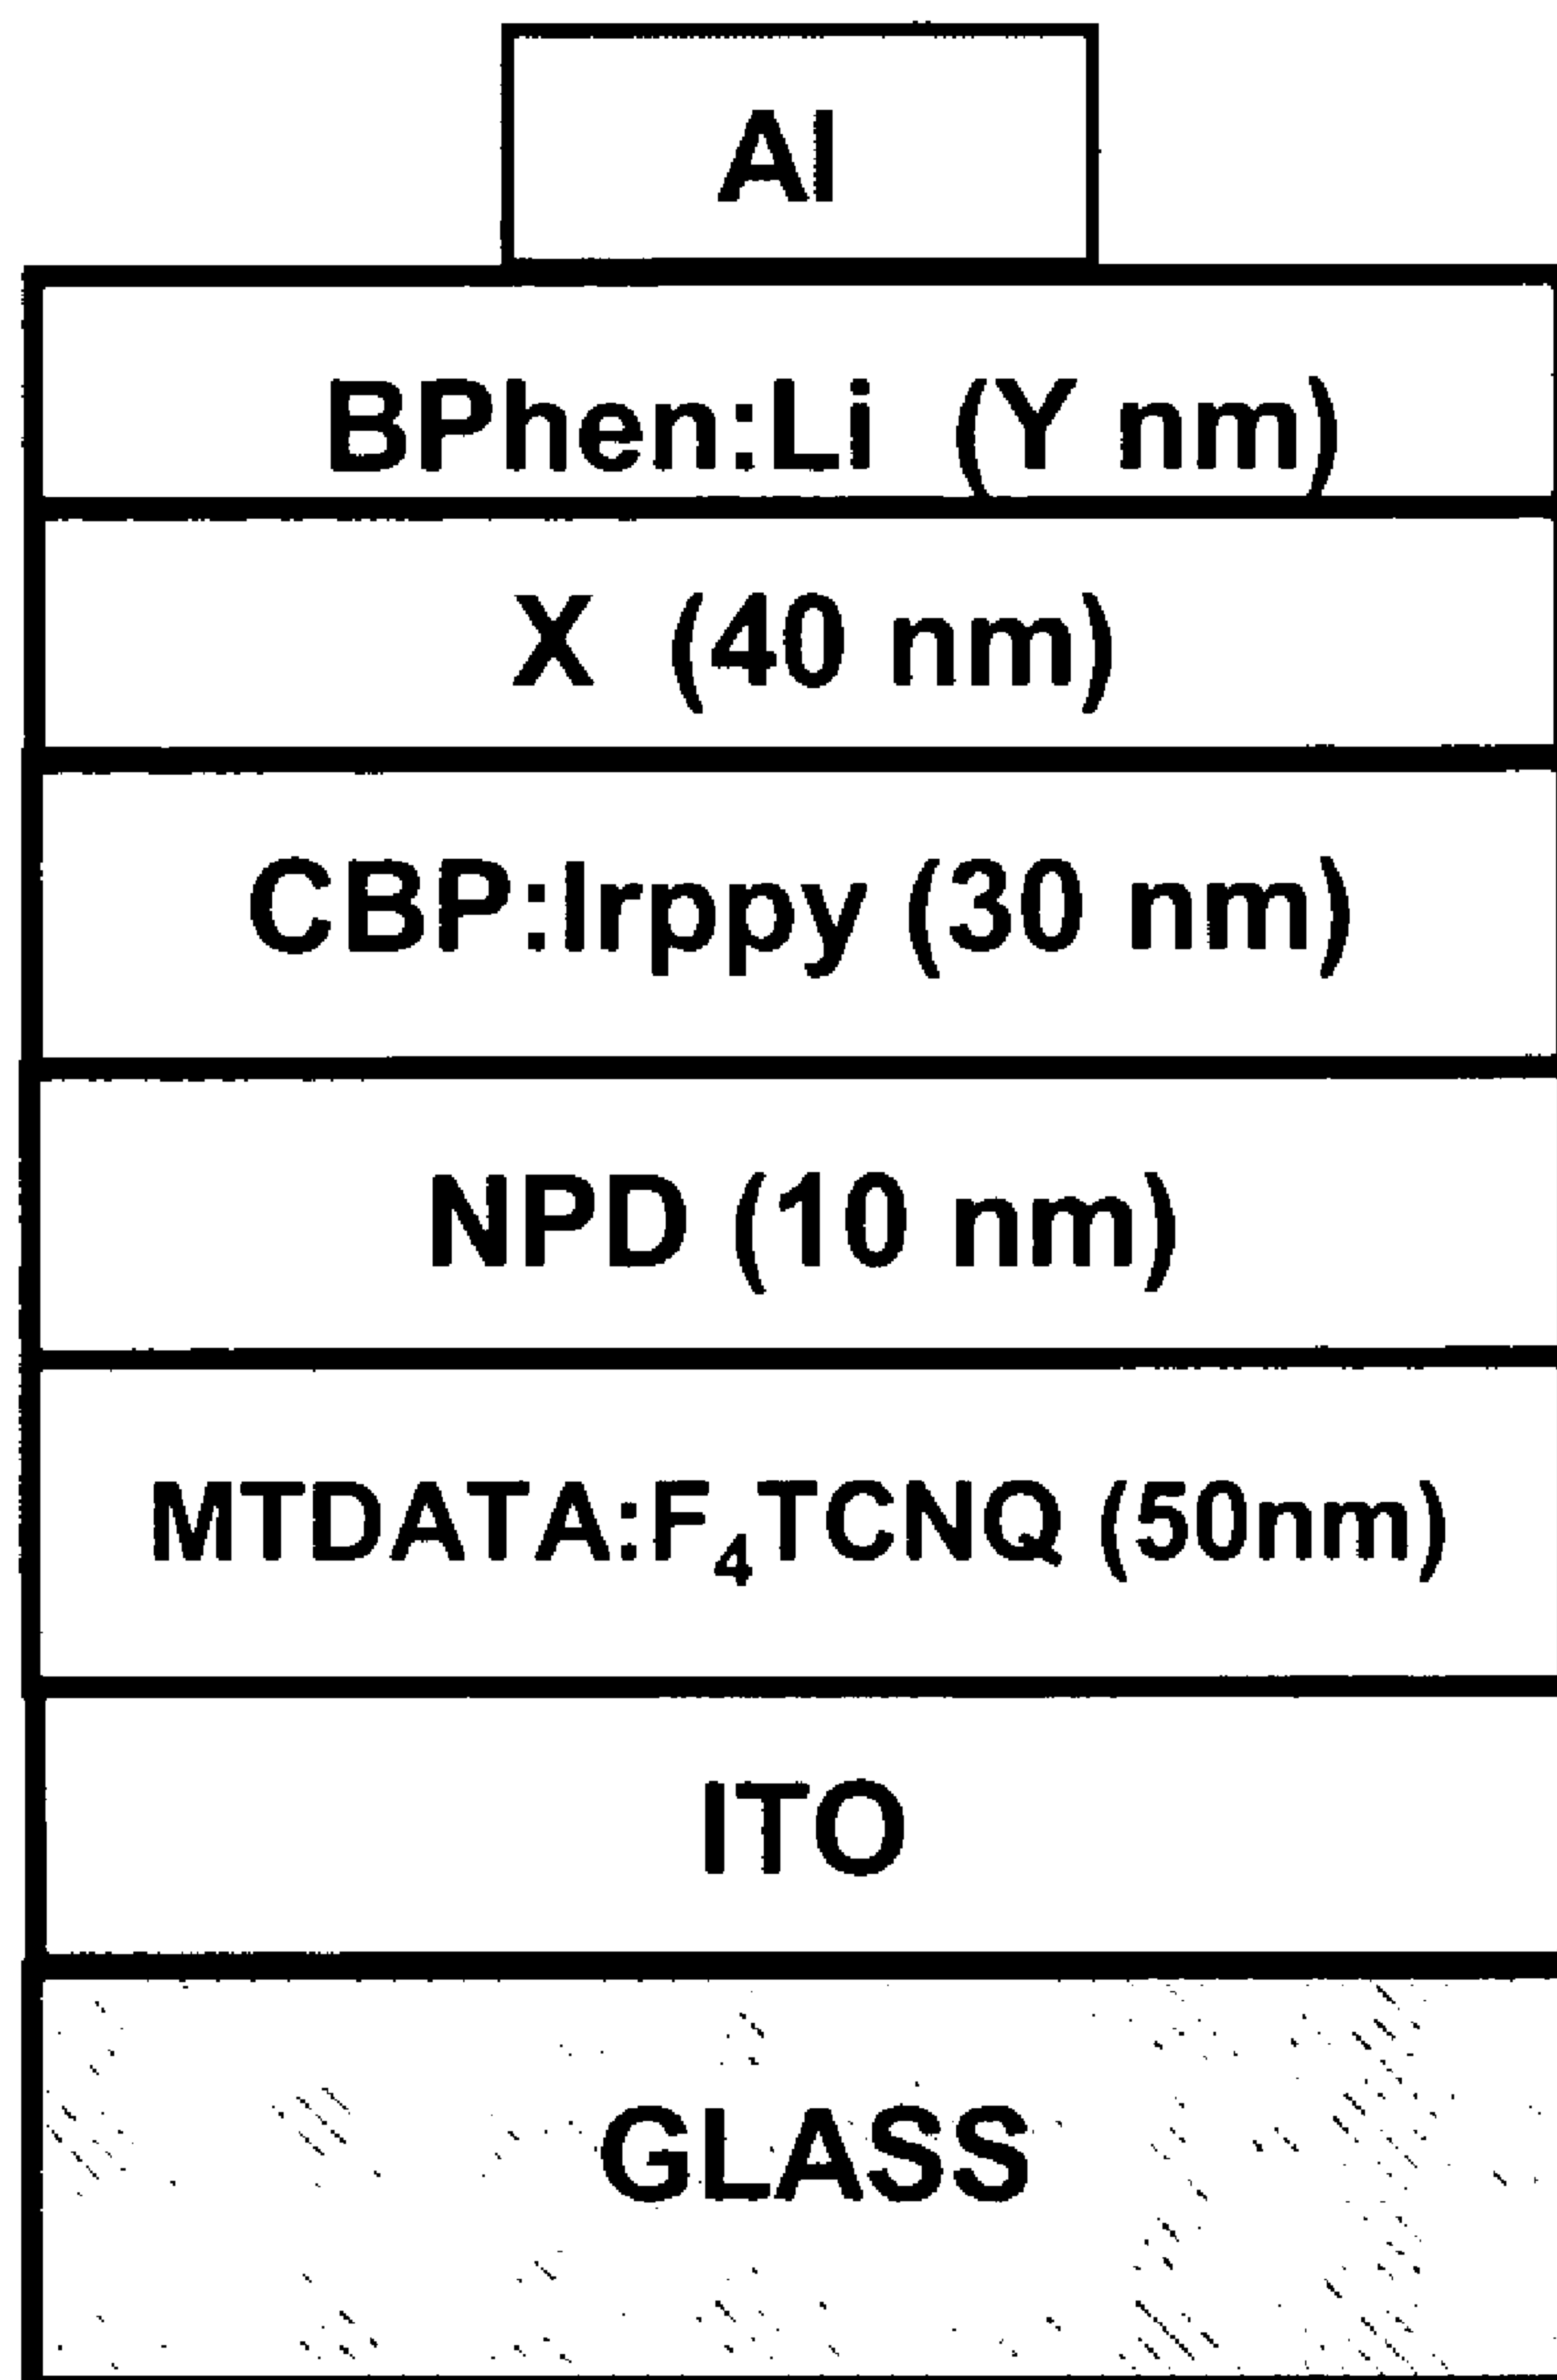 Al
BPhen:Li (Y nm)
X (40 nm)
CBP:Irppy (30 nm)
NPD (10 nm)
MTDATA:F₄TCNQ (50nm)
ITO
GLASS